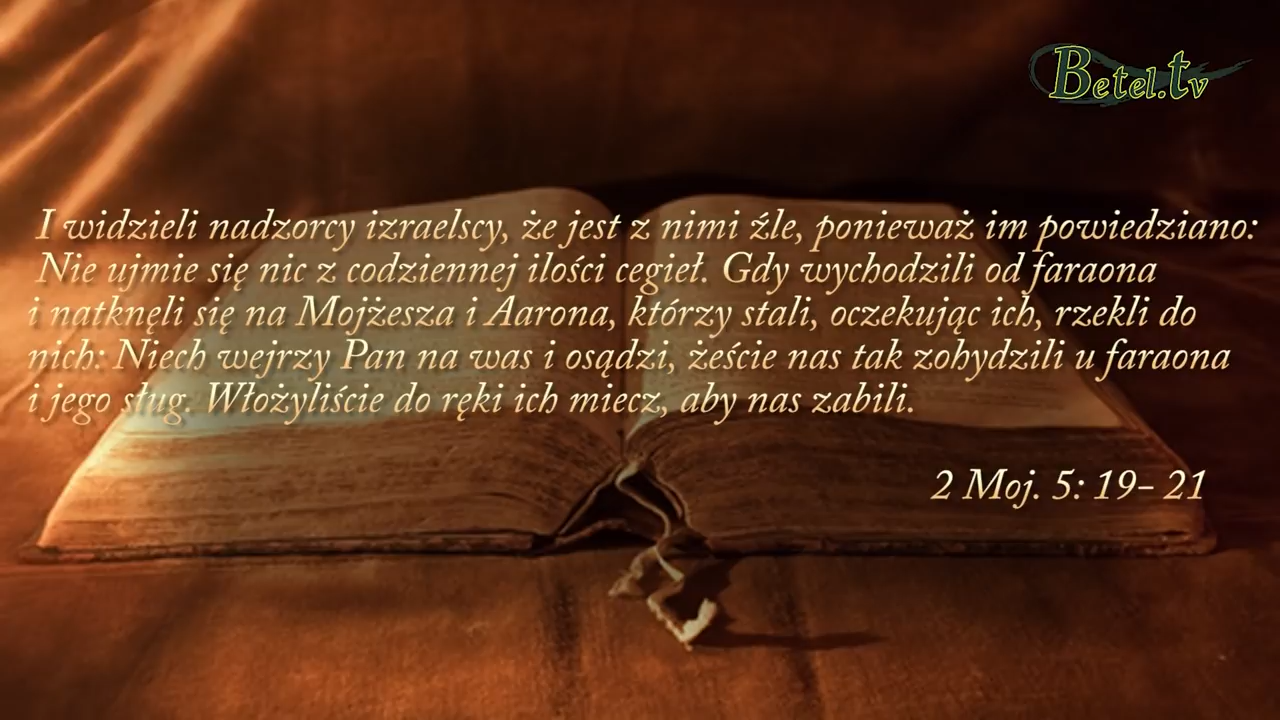 Betel.tv
I widzieli nadzorcy izraelscy, że jest z nimi źle, ponieważ im powiedziano:
Nie ujmie się nic z codziennej ilości cegieł. Gdy wychodzili od faraona
i natknęli się na Mojżesza i Aarona, którzy stali, oczekując ich, rzekli do
nich: Niech wejrzy Pan na was i osądzi, żeście nas tak zohydzili u faraona
i jego sług. Włożyliście do ręki ich miecz, aby nas zabili.
2 Moj. 5: 19- 21